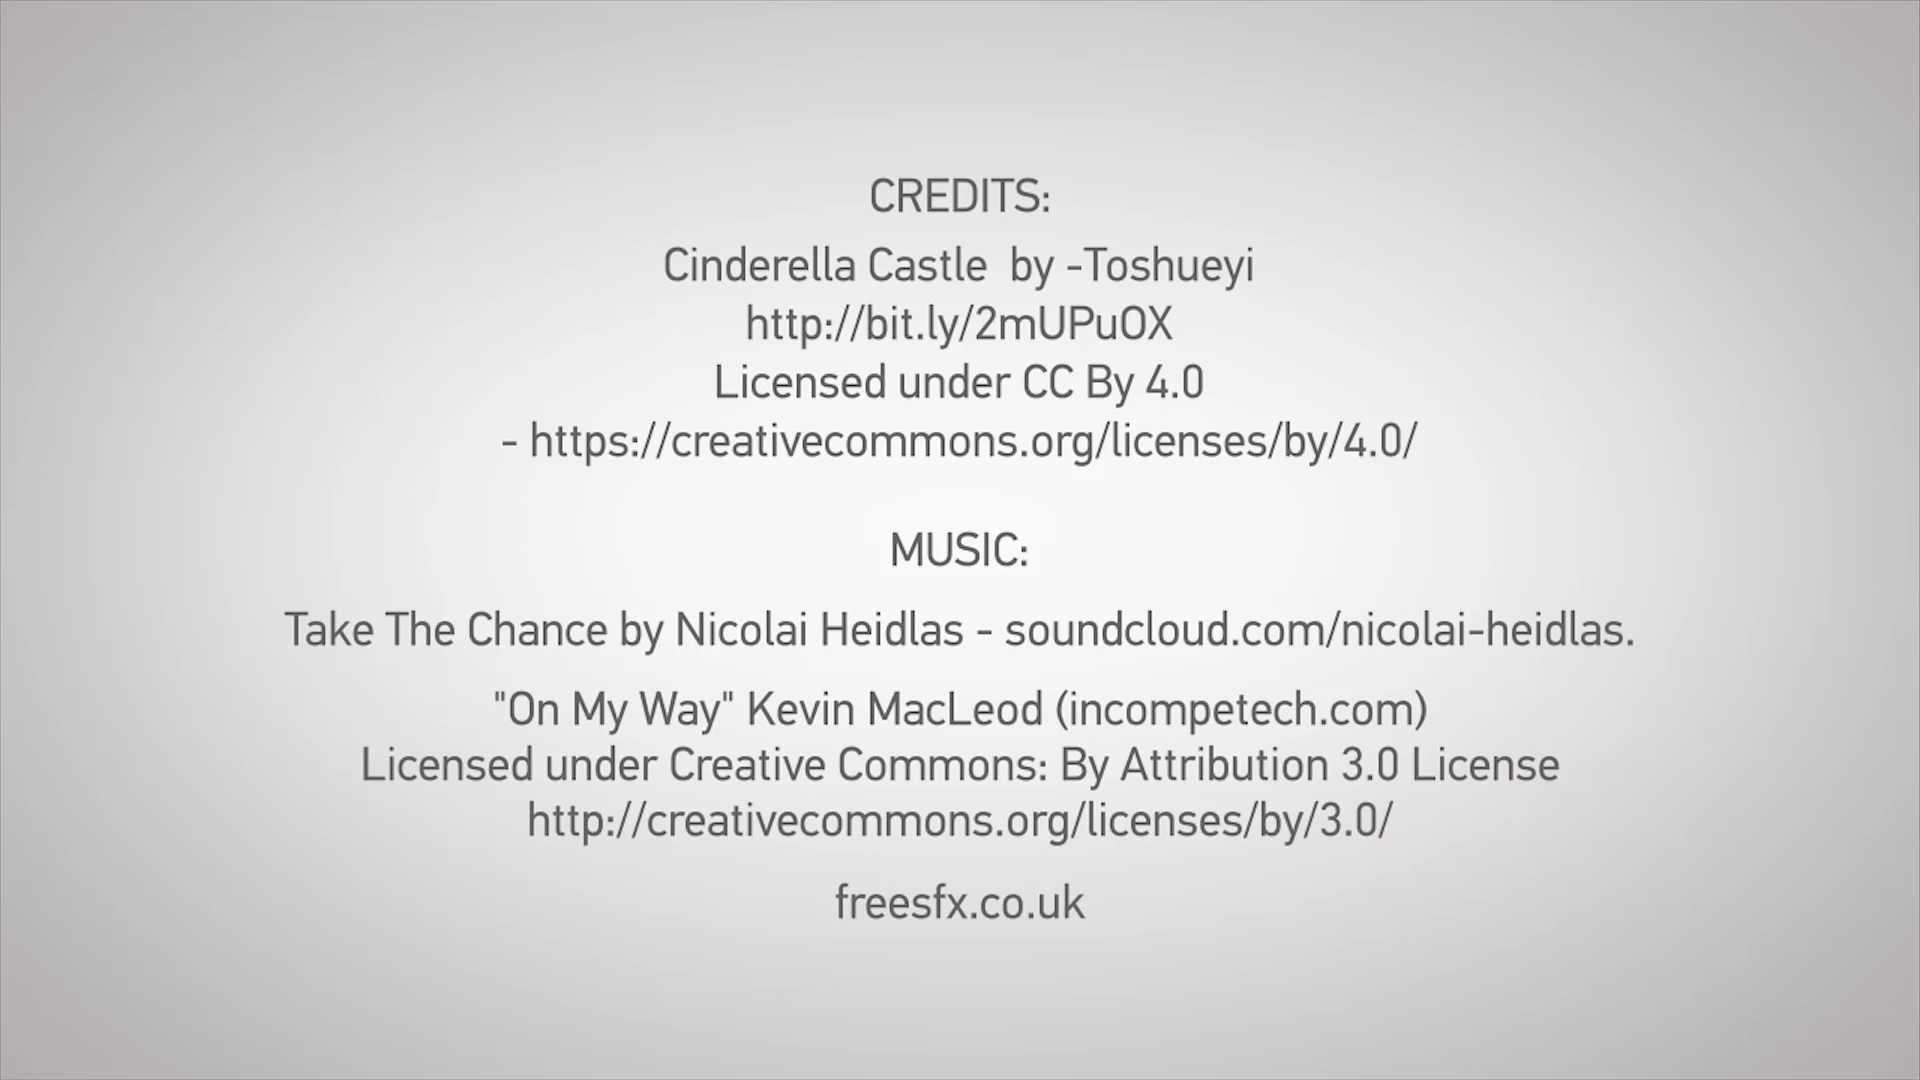 CREDITS:
Cinderella Castle  by -Toshueyi
http://bit.ly/2mUPuOX
Licensed under CC By 4.0
- https://creativecommons.org/licenses/by/4.0/
MUSIC:
Take The Chance by Nicolai Heidlas - soundcloud.com/nicolai-heidlas.
"On My Way" Kevin MacLeod (incompetech.com)
Licensed under Creative Commons: By Attribution 3.0 License
http://creativecommons.org/licenses/by/3.0/
freesfx.co.uk